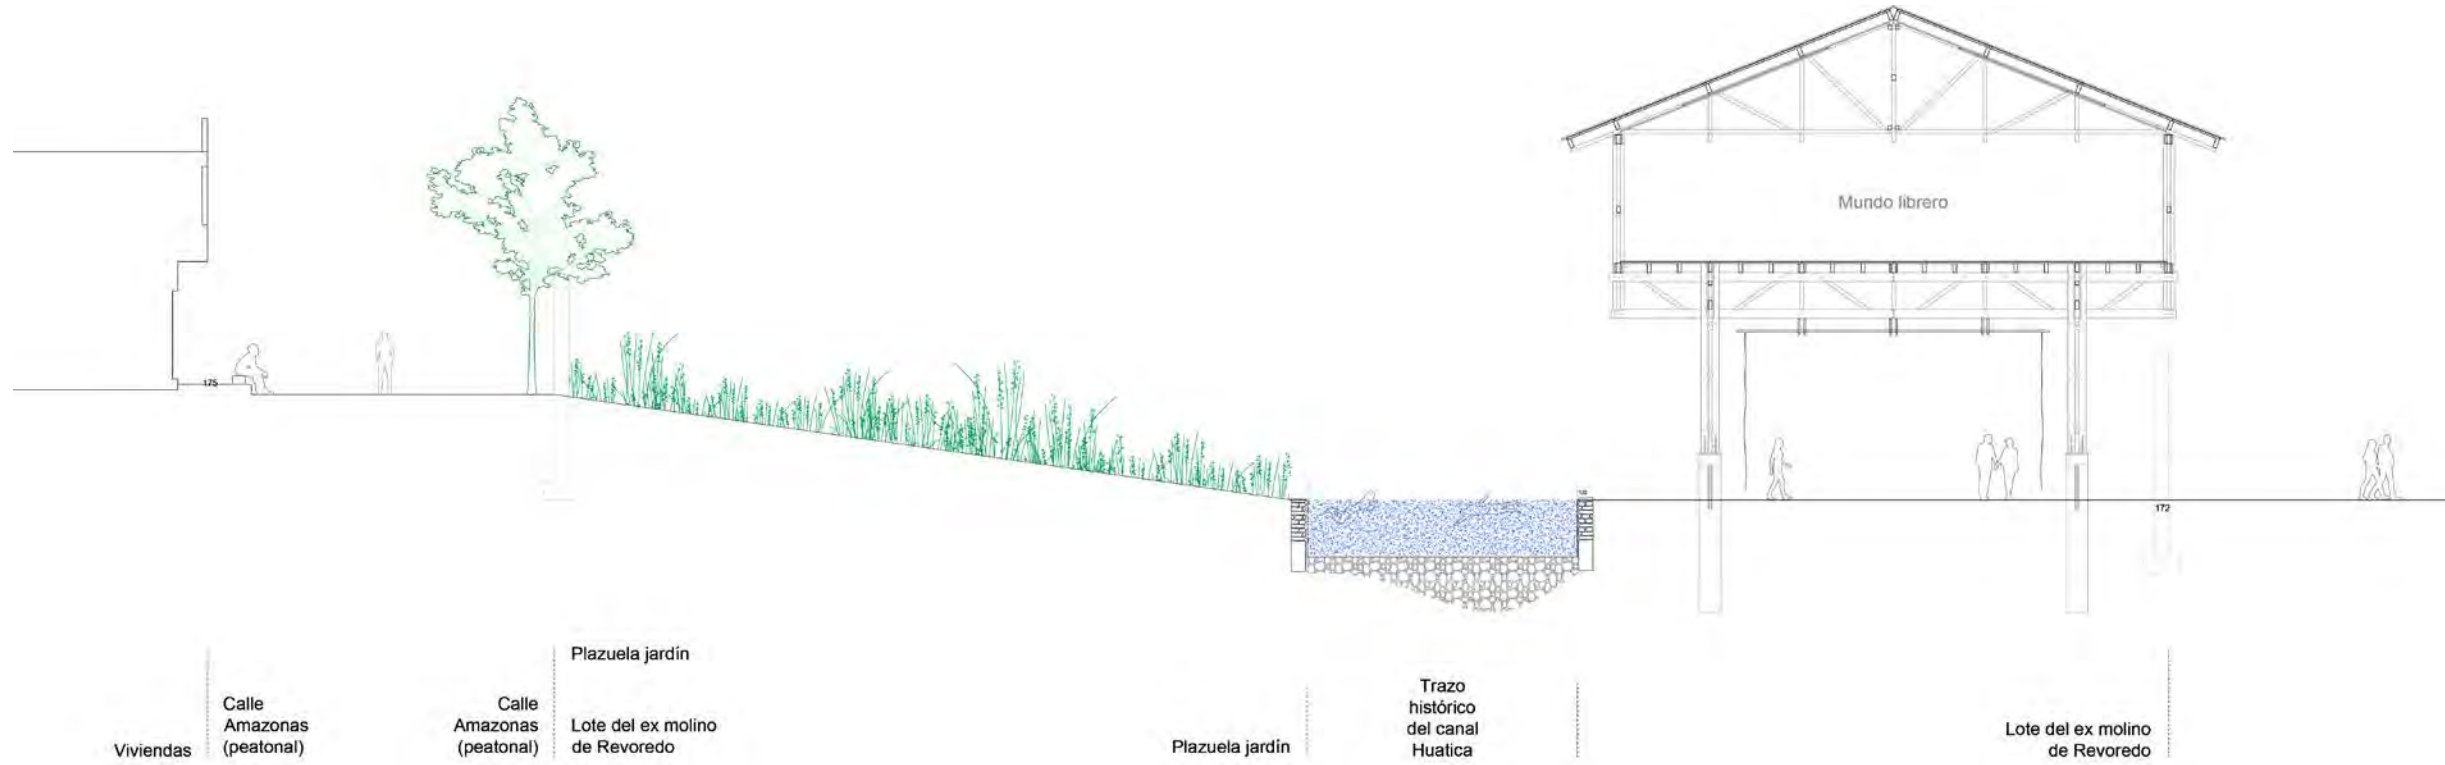 Mundo librero
175
172
Viviendas
Calle
Amazonas
(peatonal)
Calle
Amazonas
(peatonal)
Plazuela jardín
Lote del ex molino
de Revoredo
Plazuela jardín
Trazo
histórico
del canal
Huatica
Lote del ex molino
de Revoredo